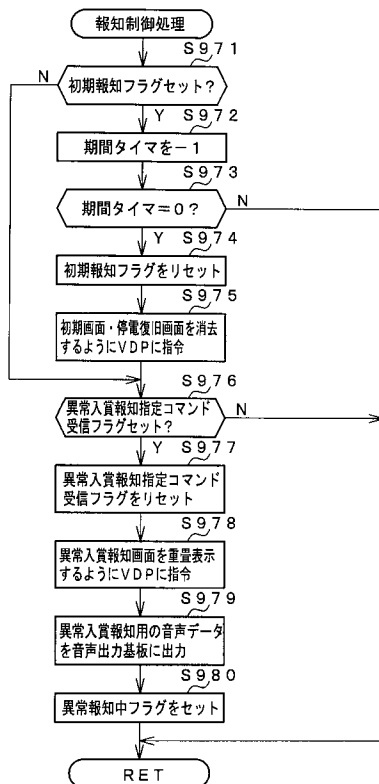 報知制御処理
S971
N
初期報知フラグセット?
Y
S972
期間タイマを−1
S973
期間タイマ=0?
N
Y
S974
初期報知フラグをリセット
S975
初期画面・停電復旧画面を消去
するようにVDPに指令
S976
異常入賞報知指定コマンド
受信フラグセット?
N
Y
S977
異常入賞報知指定コマンド
受信フラグをリセット
S978
異常入賞報知画面を重畳表示
するようにVDPに指令
S979
異常入賞報知用の音声データ
を音声出力基板に出力
S980
異常報知中フラグをセット
RET